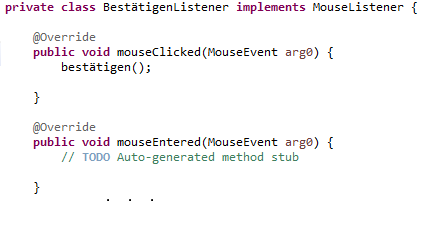 private class BestätigenListener implements MouseListener {
@Override
public void mouseClicked(MouseEvent arg0) {
bestätigen();
}
@Override
public void mouseEntered(MouseEvent arg0) {
// TODO Auto-generated method stub
}
. . .